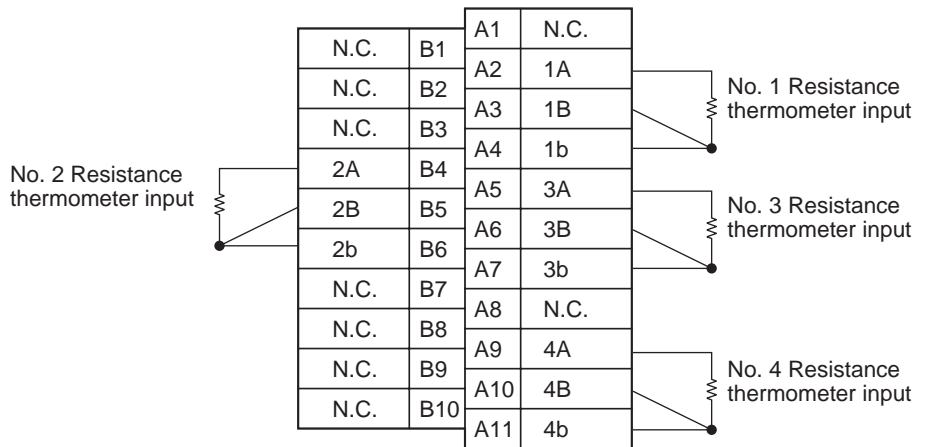 A1 N.C.
N.C. B1
A2 1A
N.C. B2
A3 1B
N.C. B3
A4 1b
2A B4
A5 3A
2B B5
A6 3B
2b B6
A7 3b
N.C. B7
A8 N.C.
N.C. B8
A9 4A
N.C. B9
A10 4B
N.C. B10
A11 4b
No. 1 Resistance
thermometer input
No. 2 Resistance
thermometer input
No. 3 Resistance
thermometer input
No. 4 Resistance
thermometer input